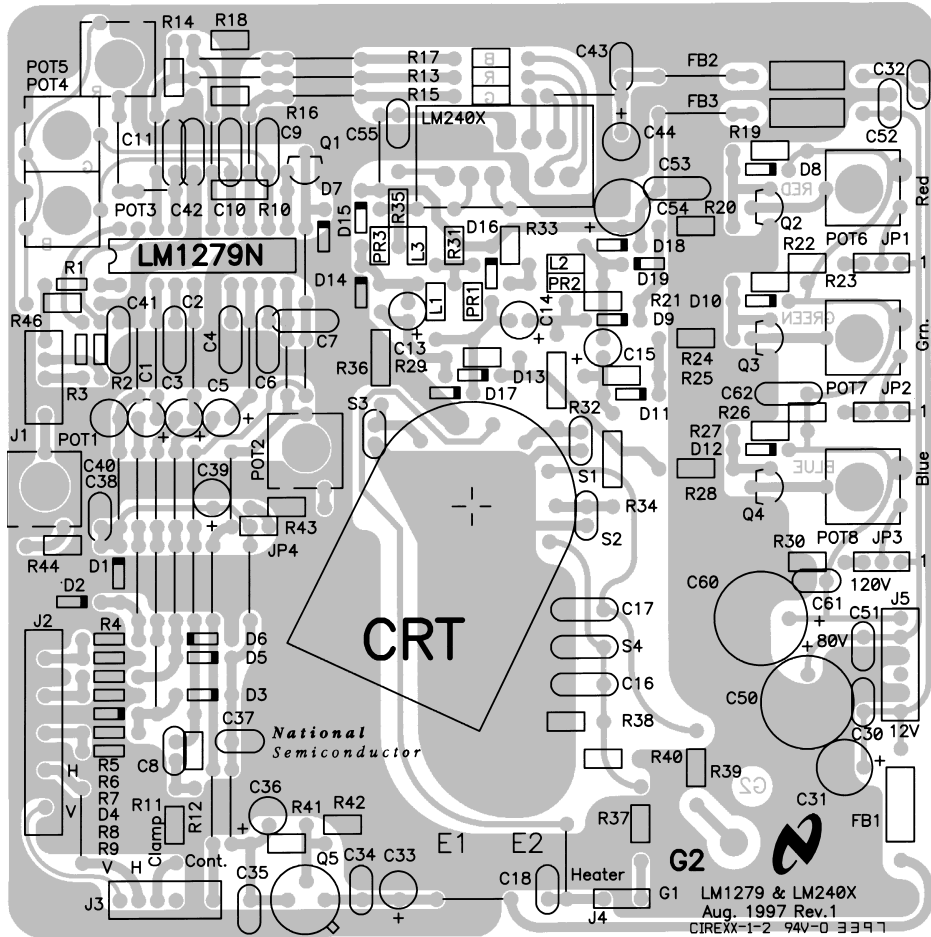 R14 R18
POT5
POT4
R
R17
R13
R15
B
R
G
LM240X
C43
FB2
FB3
C32
C52
C11
C9
R16
Q1
C55
C44
R19
D8
G
B
POT3
C42
C10
R10
D7
D15
R35
D16
R33
C53
C54
R20
RED
Q2
Red
LM1279N
PR3
L3
R31
D18
R22
POT6
JP1
R1
D14
L2
PR2
D19
R23
1
R46
C41
C2
L1
PR1
C14
R21
D10
D9
GREEN
Grn.
C4
C7
C13
R36
R29
C15
R24
R25
Q3
R3
R2
C1
C3
C5
C6
D13
D17
D11
C62
POT7
JP2
J1
POT1
POT2
S3
R32
R26
1
R27
D12
BLUE
Blue
C40
C38
C39
S1
R28
Q4
R43
R34
S2
POT8
JP3
R44
JP4
R30
1
D1
D2
C60
120V
C61
J2
R4
D6
D5
D3
CRT
C17
S4
C16
80V
C51
J5
C50
12V
C37
National
Semiconductor
R38
C30
R5
R6
R7
D4
R8
R9
H
V
C8
R11
R12
Clamp
R40
R39
G2
C31
FB1
C36
R41
R42
R37
E1 E2
V H
Cont.
Q5
C35
C34
C33
C18
Heater
G2
J3
J4
G1
LM1279 & LM240X
Aug. 1997 Rev.1
CIREXX-1-2 94V-0 3397